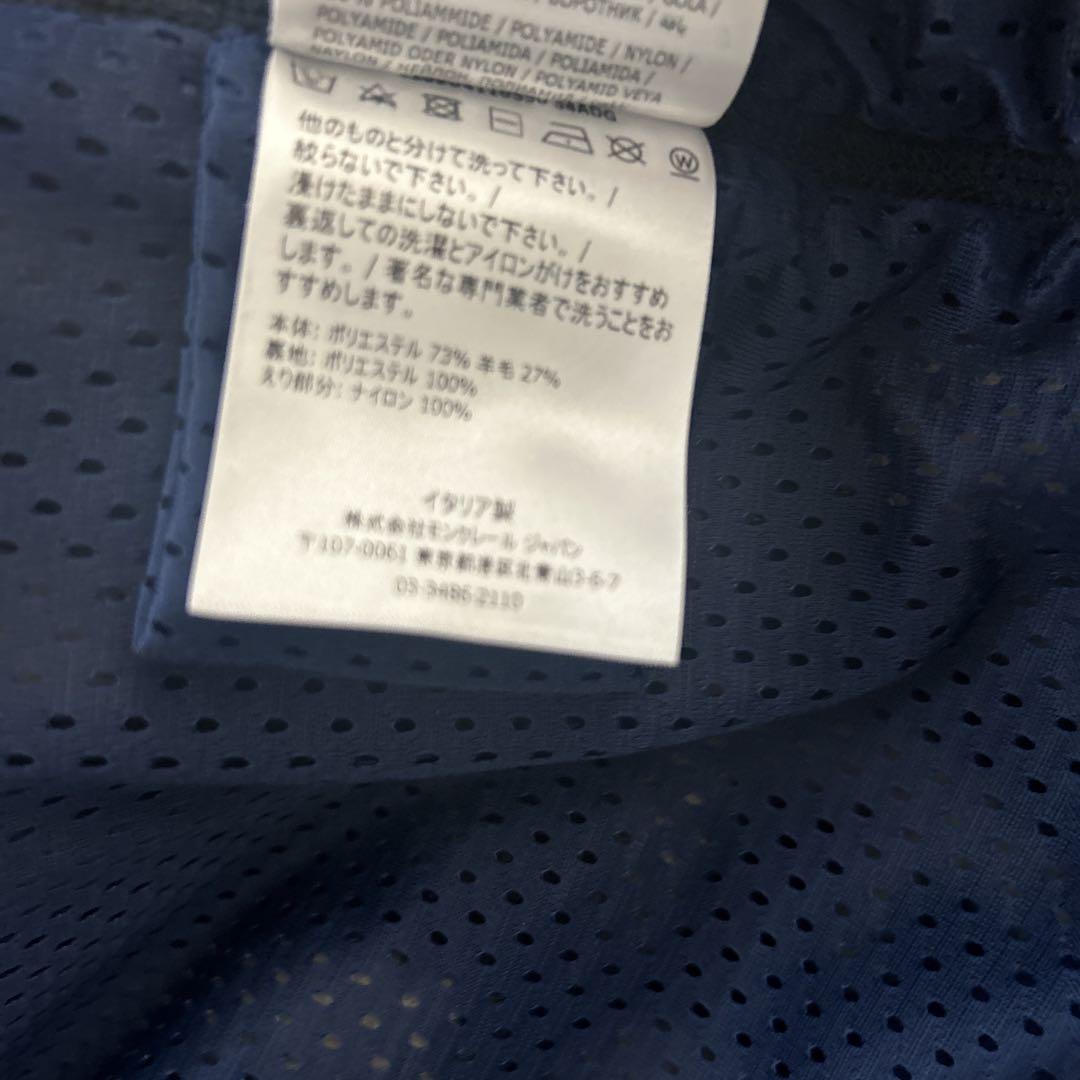 ВОРОТНИК /
POLIAMMIDE / POLYAMIDE / NYLON /
POLYAMIDE / POLIAMIDA / POLIAMIDA /
POLYAMID ODER NYLON / POLYAMID VEYA
他のものと分けて洗って下さい。/
絞らないで下さい。/
漬けたままにしないで下さい。/
裏返しての洗濯とアイロンがけをおすすめ
します。/ 著名な専門業者で洗うことをお
すすめします。
本体: ポリエステル 73% 羊毛 27%
裏地: ポリエステル 100%
えり部分: ナイロン 100%
イタリア製
株式会社モンクレール ジャパン
〒107-0061 東京都港区北青山3-6-7
03-3486-2110